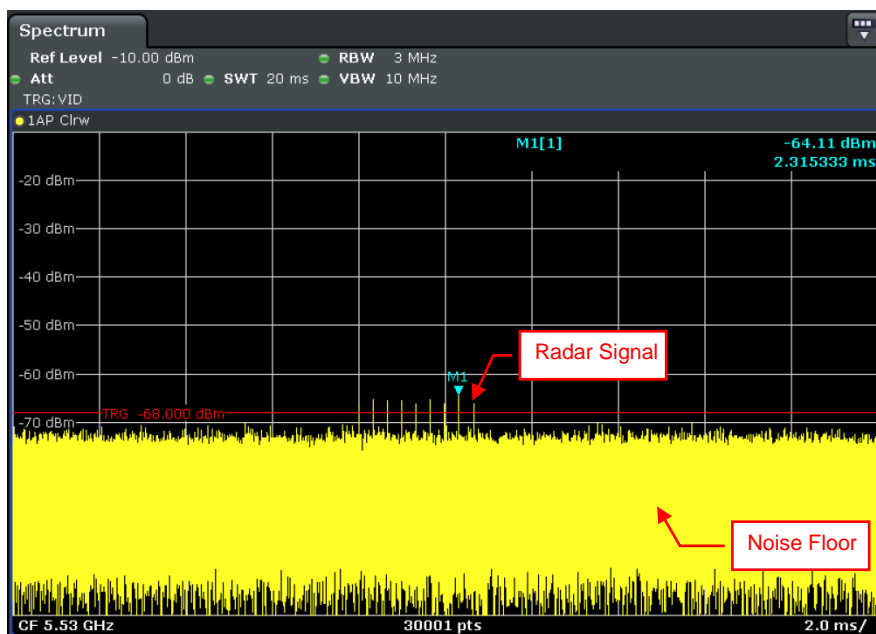 Spectrum
Ref Level -10.00 dBm RBW 3 MHz
Att 0 dB SWT 20 ms VBW 10 MHz
TRG:VID
1AP Clrw
M1[1] -64.11 dBm
2.315333 ms
-20 dBm
-30 dBm
-40 dBm
-50 dBm
Radar Signal
-60 dBm
M1
TRG -68.000 dBm
-70 dBm
Noise Floor
CF 5.53 GHz 30001 pts 2.0 ms/